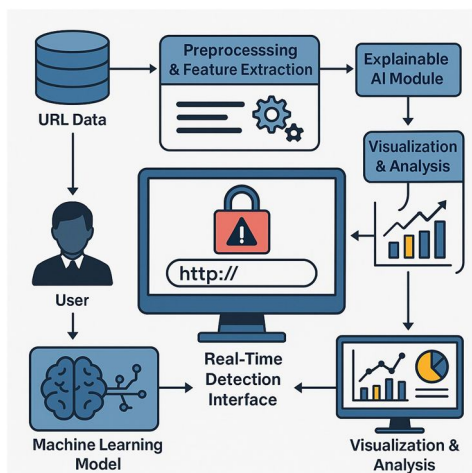 URL Data
Preprocesssing
& Feature Extraction
Explainable
AI Module
Visualization
& Analysis
User
http://
Real-Time
Detection
Interface
Machine Learning
Model
Visualization &
Analysis